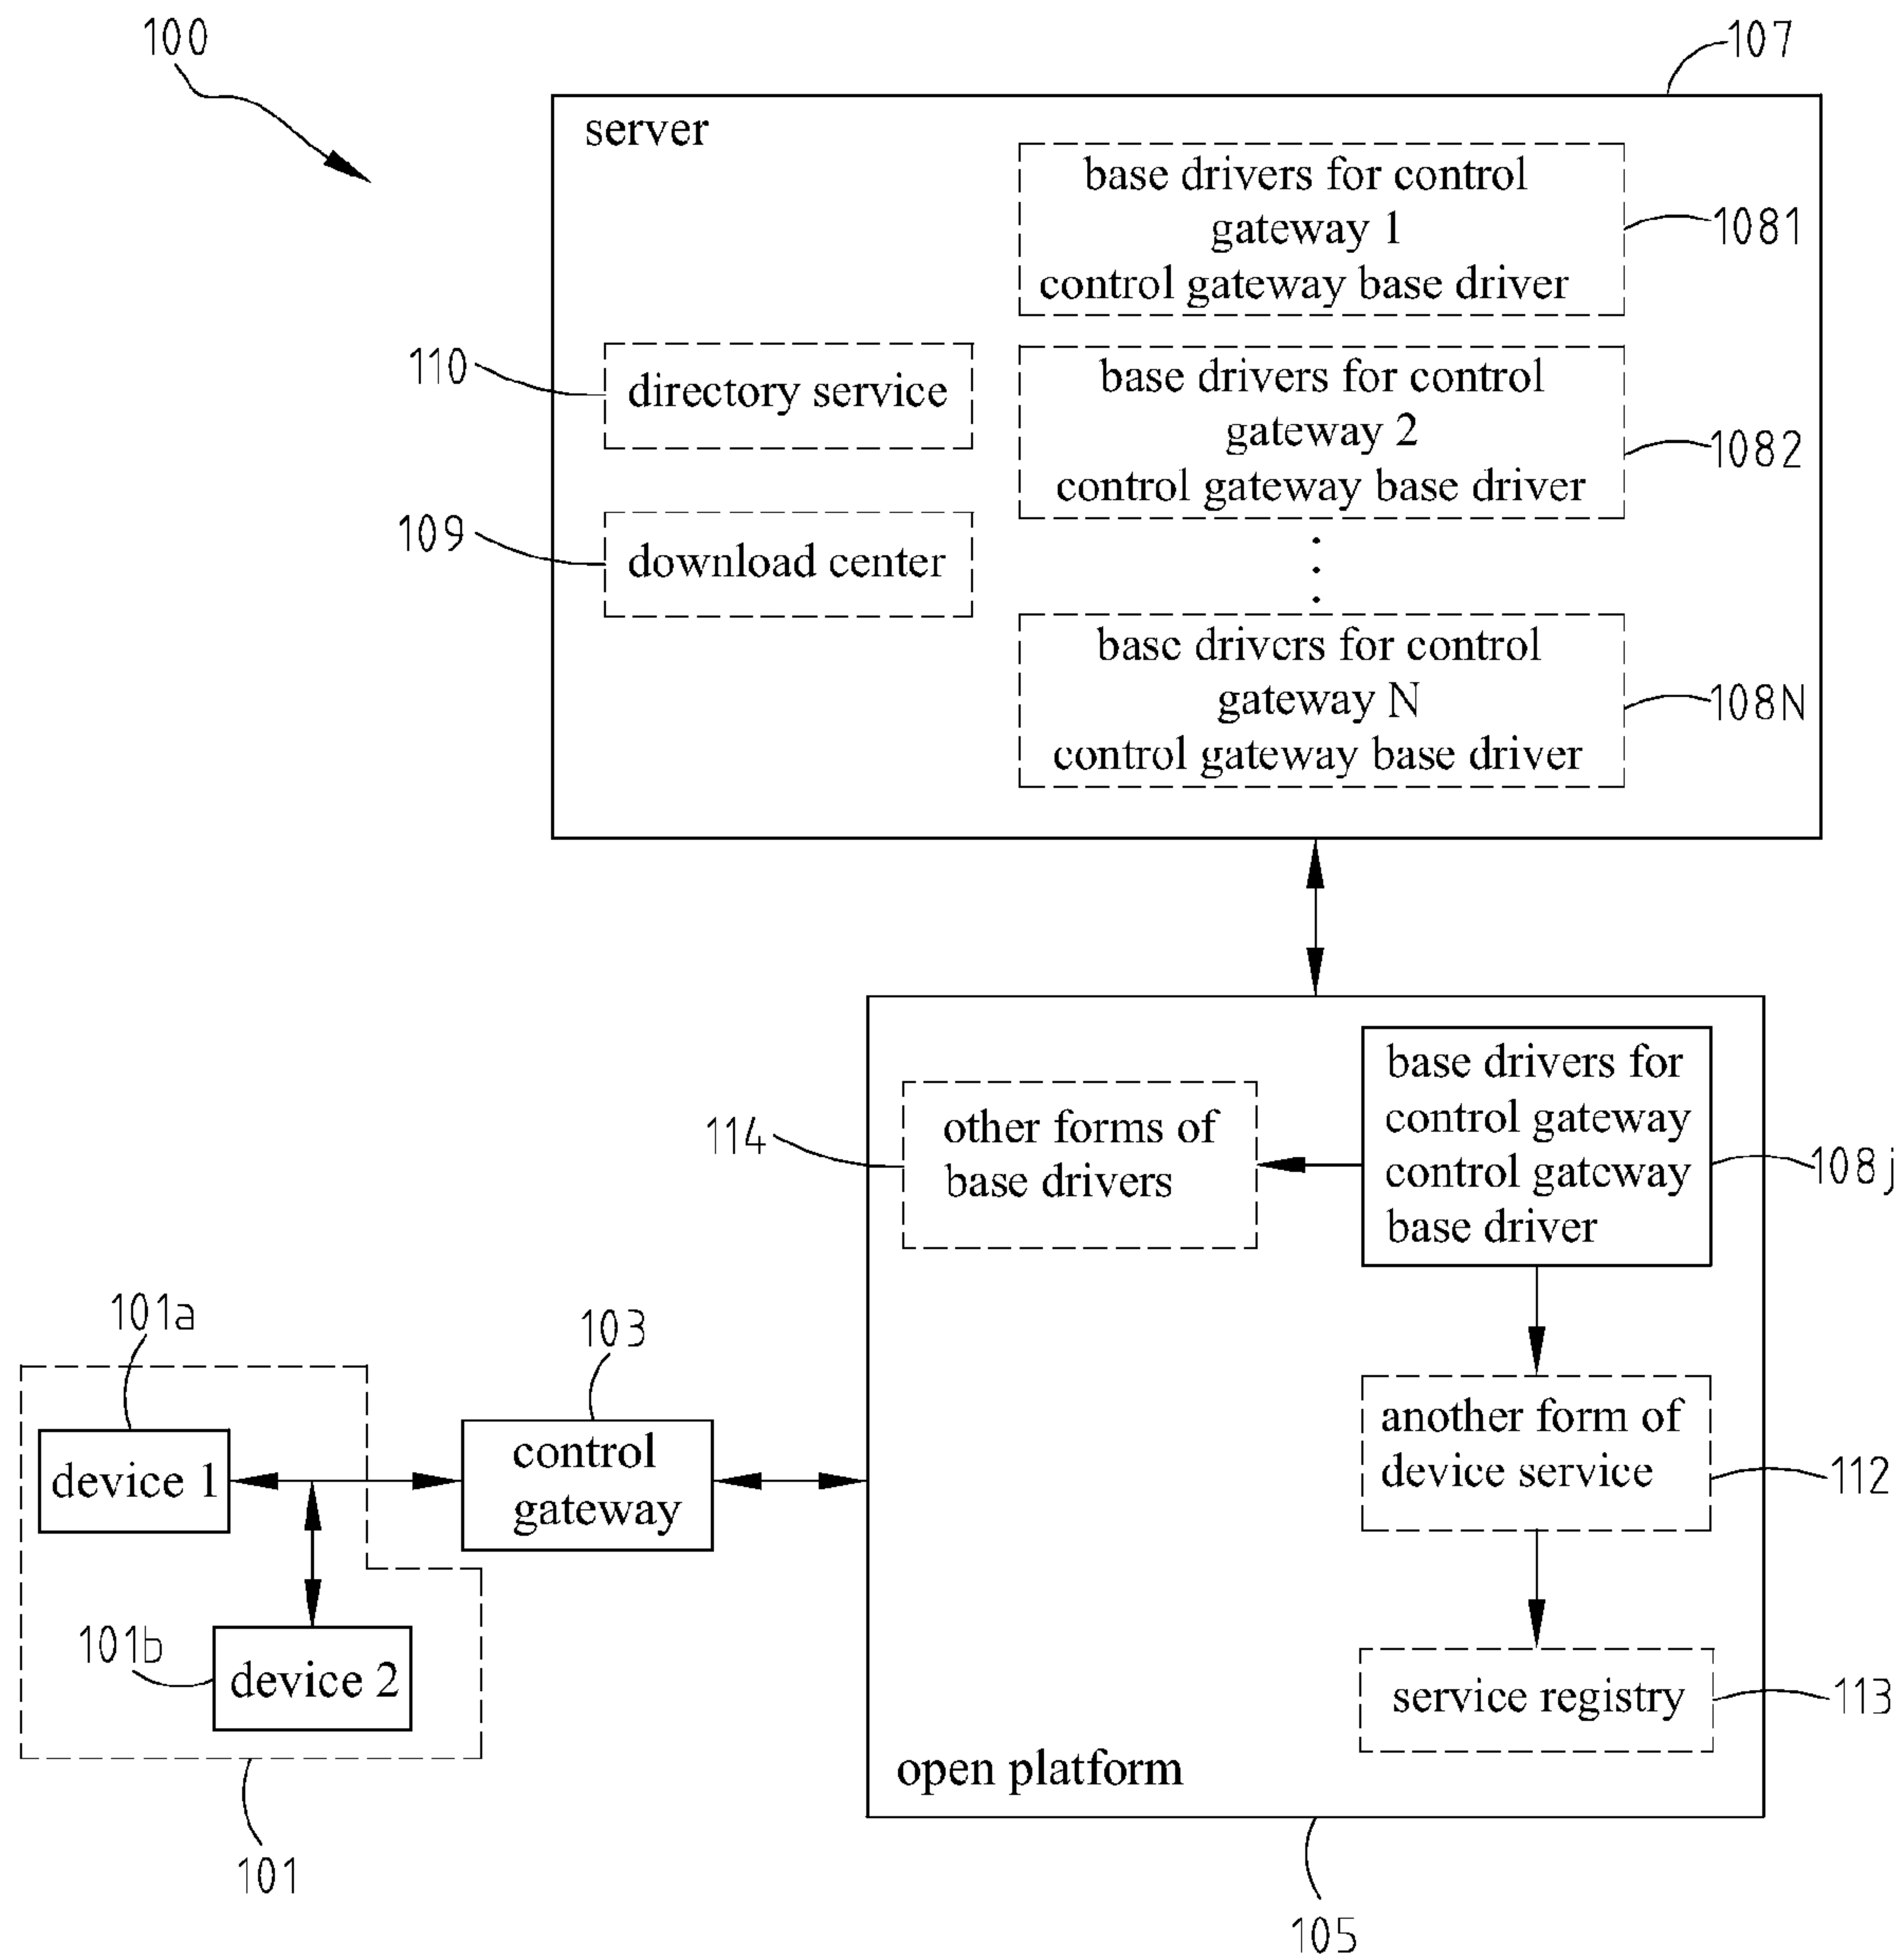 100
107
server
base drivers for control
gateway 1
control gateway base driver
1081
110
directory service
base drivers for control
gateway 2
control gateway base driver
1082
109
download center
base drivers for control
gateway N
control gateway base driver
108N
114
other forms of
base drivers
base drivers for
control gateway
control gateway
base driver
108j
101a
103
device 1
control
gateway
another form of
device service
112
101b
device 2
service registry
113
open platform
101
105